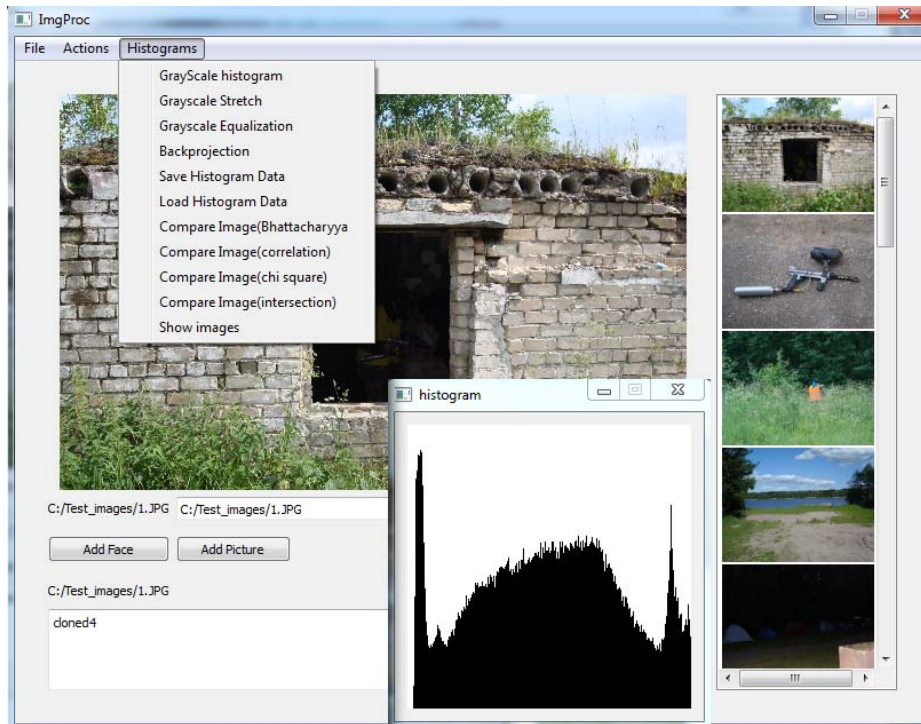 ImgProc
File Actions Histograms
GrayScale histogram
Grayscale Stretch
Grayscale Equalization
Backprojection
Save Histogram Data
Load Histogram Data
Compare Image(Bhattacharyya
Compare Image(correlation)
Compare Image(chi square)
Compare Image(intersection)
Show images
histogram
C:/Test_images/1.JPG C:/Test_images/1.JPG
Add Face Add Picture
C:/Test_images/1.JPG
cloned4